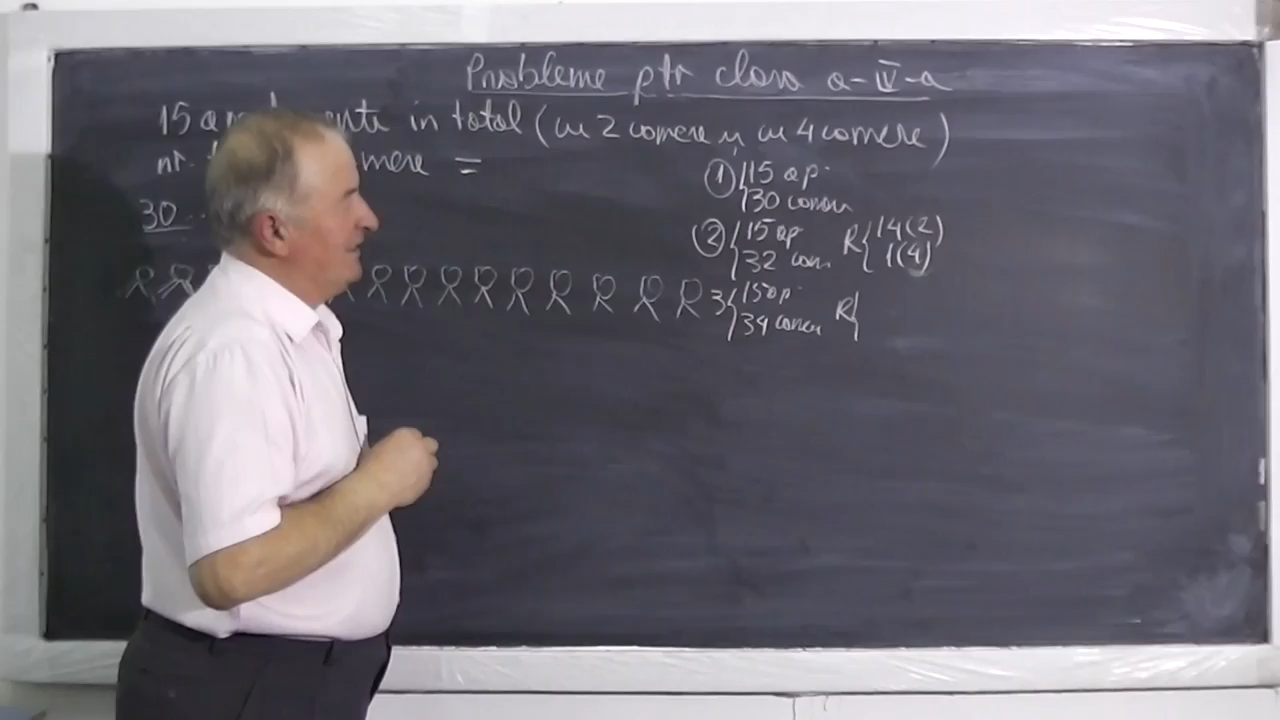 Probleme ptr clasa a-IV-a
15 a enta in total (cu 2 camere și cu 4 camere)
nr. t mere =
30..
① { 15 ap.
30 camere
② { 15 ap
32 cam. R { 14(2)
1(4)
3 { 15 ap.
34 camere R {